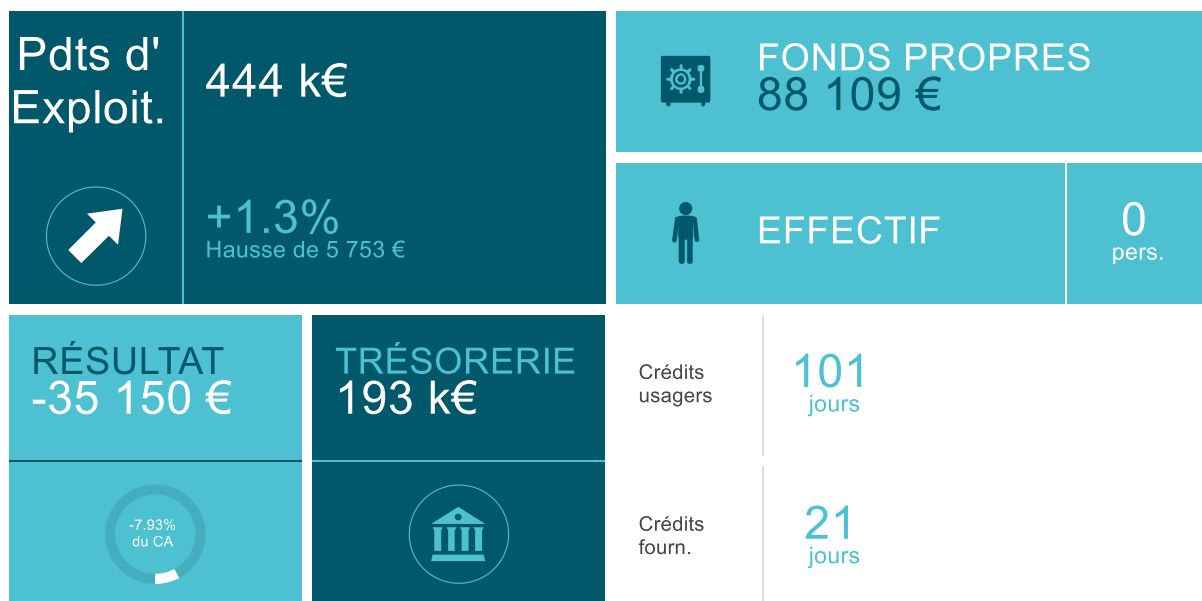 Pdts d'
Exploit.
444 k€
+1.3%
Hausse de 5 753 €
FONDS PROPRES
88 109 €
EFFECTIF
0
pers.
RÉSULTAT
-35 150 €
-7.93%
du CA
TRÉSORERIE
193 k€
Crédits
usagers
101
jours
Crédits
fourn.
21
jours